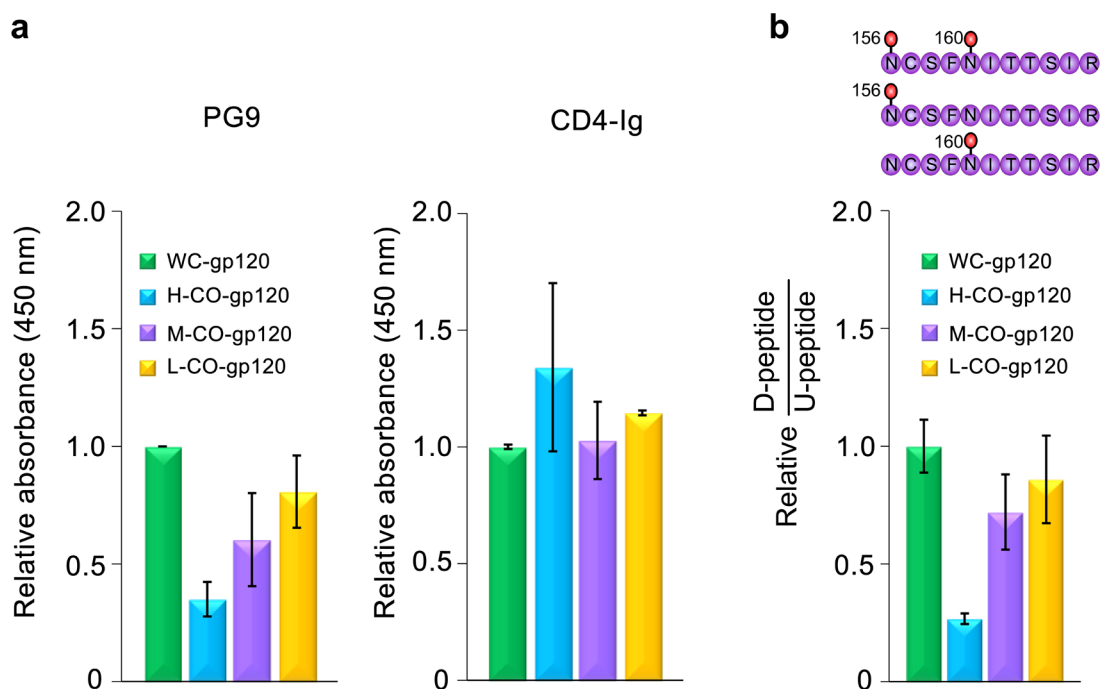 a
PG9
Relative absorbance (450 nm)
2.0
1.5
1.0
0.5
0
WC-gp120
H-CO-gp120
M-CO-gp120
L-CO-gp120
CD4-Ig
Relative absorbance (450 nm)
2.0
1.5
1.0
0.5
0
b
156 160
NCSFNITTSIR
156
NCSFNITTSIR
160
NCSFNITTSIR
Relative D-peptide
U-peptide
2.0
1.5
1.0
0.5
0
WC-gp120
H-CO-gp120
M-CO-gp120
L-CO-gp120